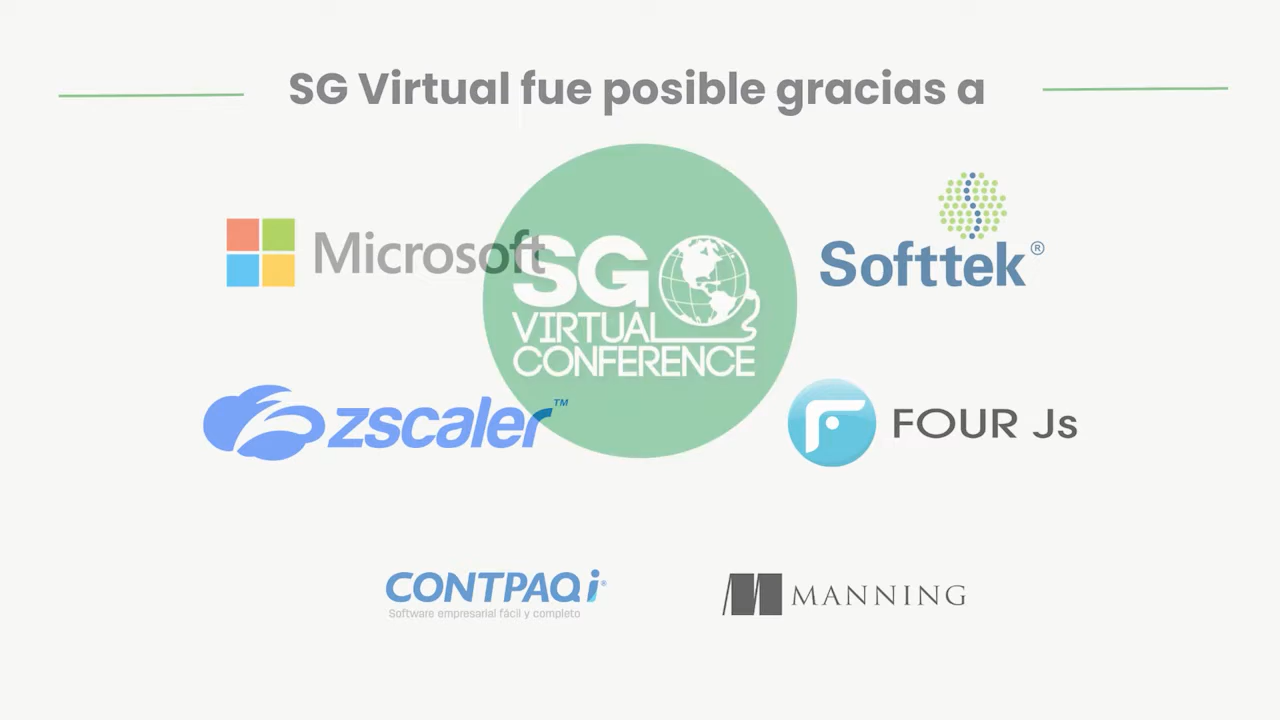 SG Virtual fue posible gracias a
Microsoft
SG
VIRTUAL
CONFERENCE
Softtek®
zscaler™
FOUR Js
CONTPAQi®
Software empresarial fácil y completo
MANNING